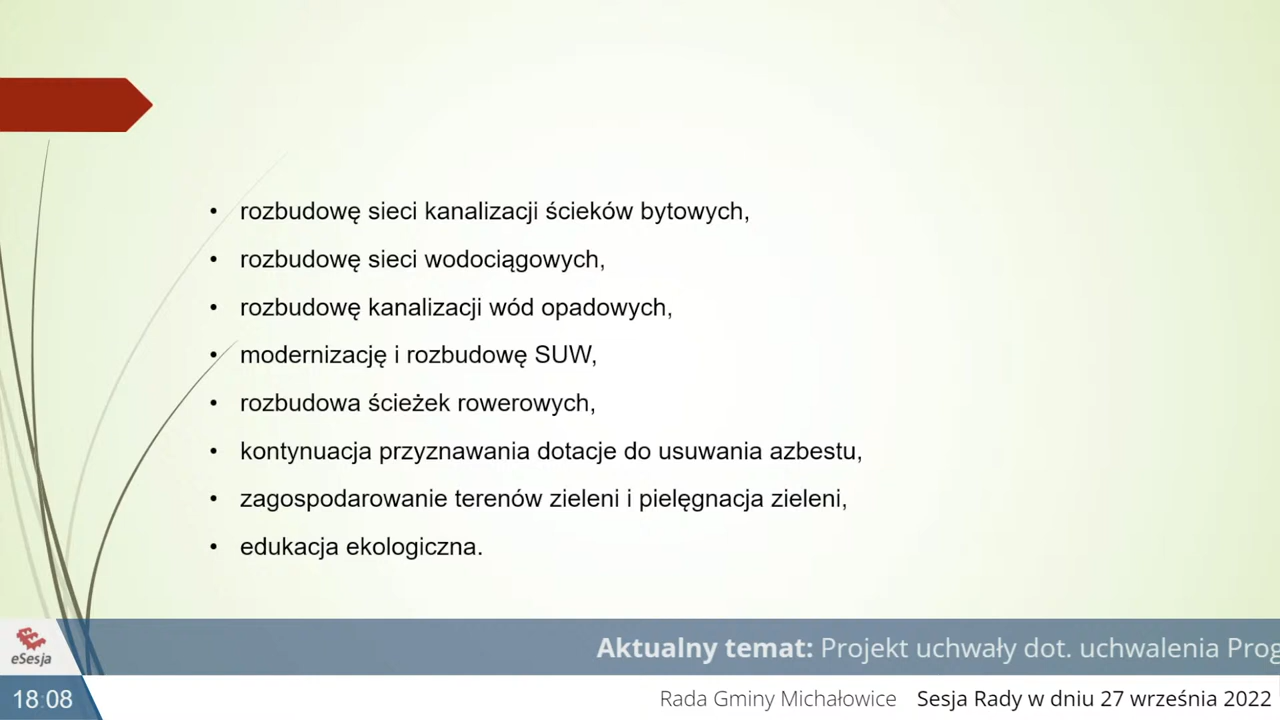 • rozbudowę sieci kanalizacji ścieków bytowych,
• rozbudowę sieci wodociągowych,
• rozbudowę kanalizacji wód opadowych,
• modernizację i rozbudowę SUW,
• rozbudowa ścieżek rowerowych,
• kontynuacja przyznawania dotacje do usuwania azbestu,
• zagospodarowanie terenów zieleni i pielęgnacja zieleni,
• edukacja ekologiczna.
Aktualny temat: Projekt uchwały dot. uchwalenia Prog
eSesja
18:08 Rada Gminy Michałowice Sesja Rady w dniu 27 września 2022